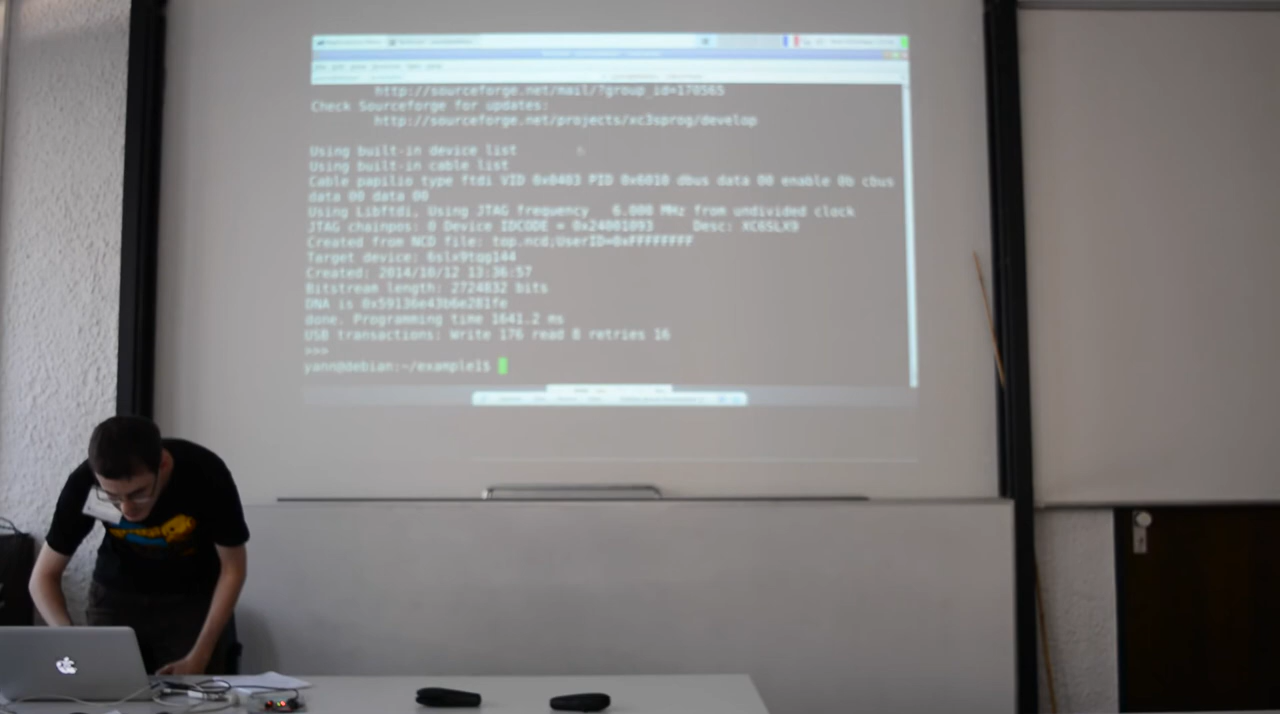 http://sourceforge.net/mail/?group_id=170565
Check Sourceforge for updates:
http://sourceforge.net/projects/xc3sprog/develop
Using built-in device list
Using built-in cable list
Cable papilio type ftdi VID 0x0403 PID 0x6010 dbus data 00 enable 0b cbus
data 00 data 00
Using Libftdi, Using JTAG frequency 6.000 MHz from undivided clock
JTAG chainpos: 0 Device IDCODE = 0x24001093 Desc: XC6SLX9
Created from NCD file: top.ncd;UserID=0xFFFFFFFF
Target device: 6slx9tqg144
Created: 2014/10/12 13:36:57
Bitstream length: 2724832 bits
DNA is 0x59136e43b6e281fe
done. Programming time 1641.2 ms
USB transactions: Write 176 read 8 retries 16
>>>
yann@debian:~/example1$